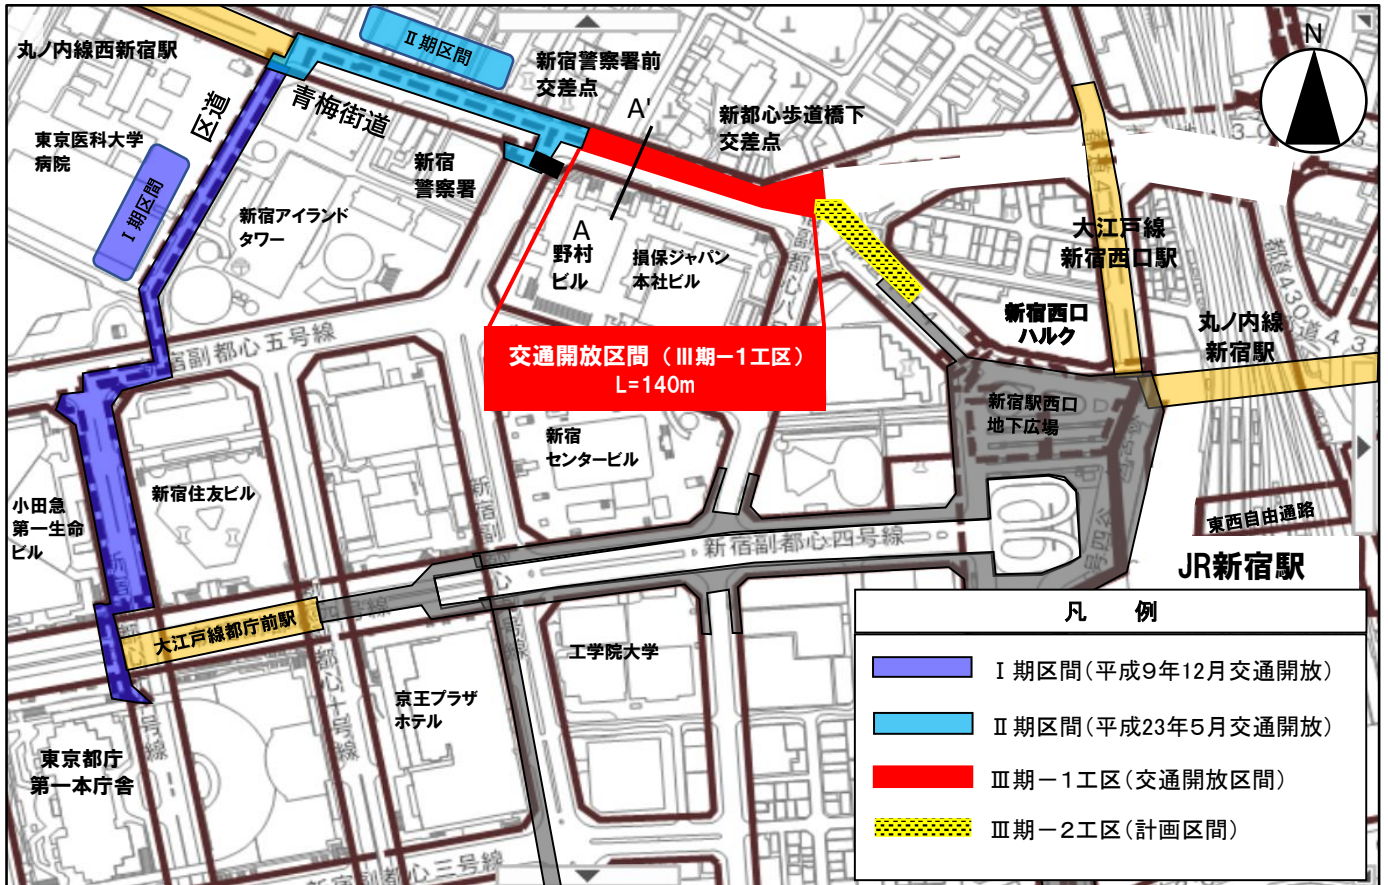 丸ノ内線西新宿駅
Ⅱ期区間
新宿警察署前
交差点
N
青梅街道
区道
A'
新都心歩道橋下
交差点
東京医科大学
病院
新宿
警察署
Ⅰ期区間
新宿アイランド
タワー
A
野村
ビル
損保ジャパン
本社ビル
大江戸線
新宿西口駅
新宿西口
ハルク
丸ノ内線
新宿駅
新宿副都心五号線
交通開放区間(Ⅲ期ー1工区)
L=140m
新宿駅西口
地下広場
新宿
センタービル
新宿住友ビル
小田急
第一生命
ビル
東西自由通路
新宿副都心四号線
JR新宿駅
大江戸線都庁前駅
工学院大学
京王プラザ
ホテル
東京都庁
第一本庁舎
新宿副都心三号線
凡 例
Ⅰ期区間(平成9年12月交通開放)
Ⅱ期区間(平成23年5月交通開放)
Ⅲ期－1工区(交通開放区間)
Ⅲ期－2工区(計画区間)